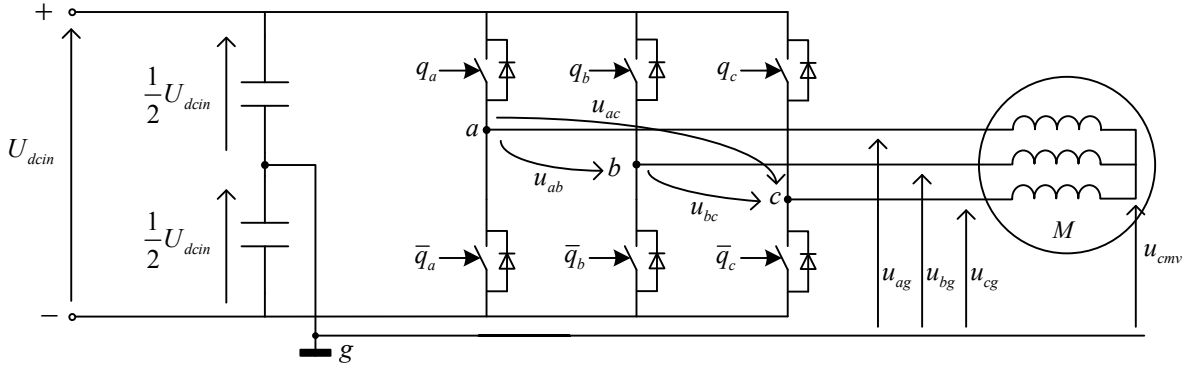 +
q_a
q_b
q_c
1/2 U_dcin
u_ac
U_dcin
a
b
u_ab
u_bc
c
1/2 U_dcin
M
q̅_a
q̅_b
q̅_c
u_ag
u_bg
u_cg
u_cmv
−
g